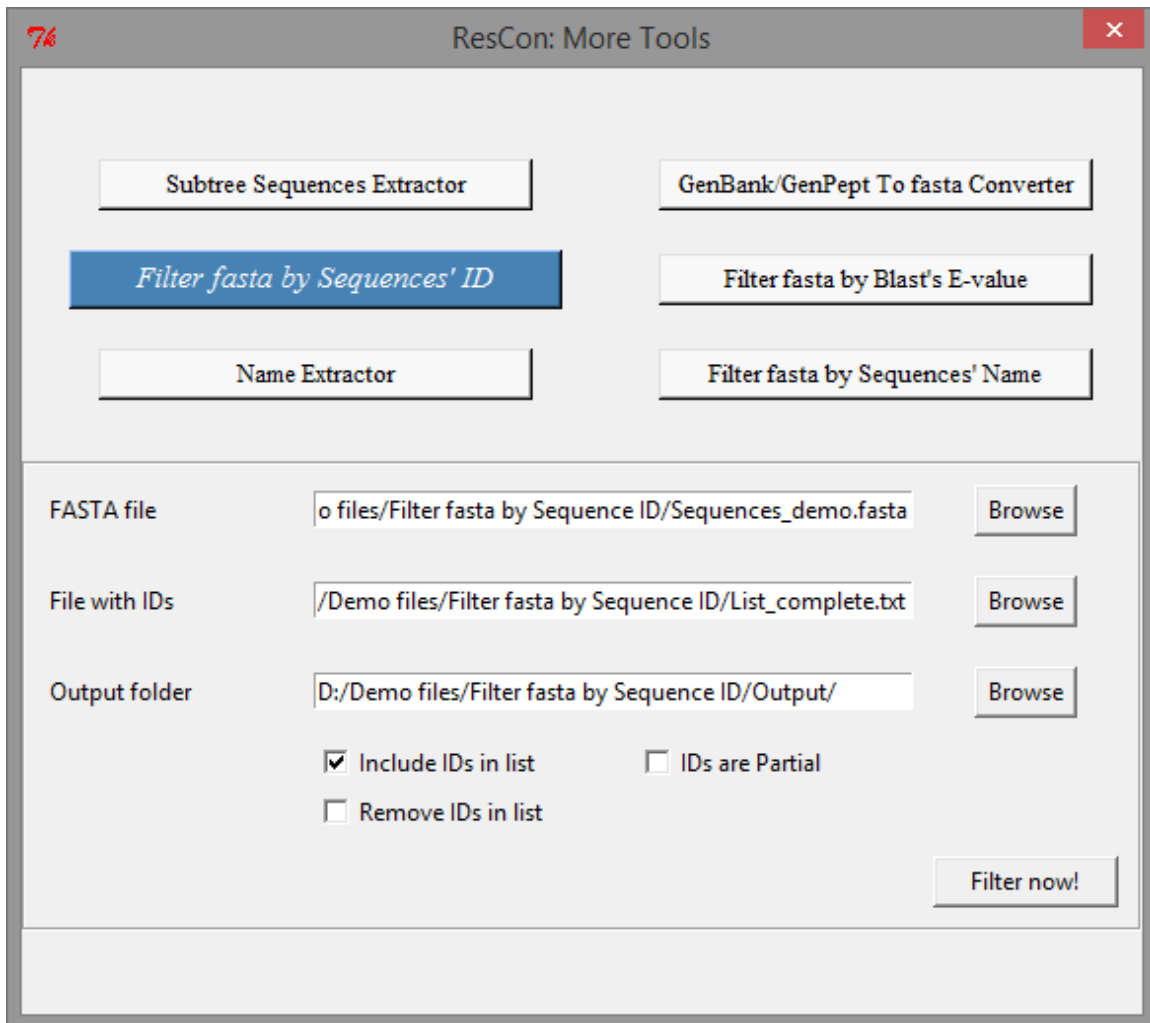 7k ResCon: More Tools x
Subtree Sequences Extractor GenBank/GenPept To fasta Converter
Filter fasta by Sequences' ID Filter fasta by Blast's E-value
Name Extractor Filter fasta by Sequences' Name
FASTA file o files/Filter fasta by Sequence ID/Sequences_demo.fasta Browse
File with IDs /Demo files/Filter fasta by Sequence ID/List_complete.txt Browse
Output folder D:/Demo files/Filter fasta by Sequence ID/Output/ Browse
Include IDs in list IDs are Partial
Remove IDs in list
Filter now!